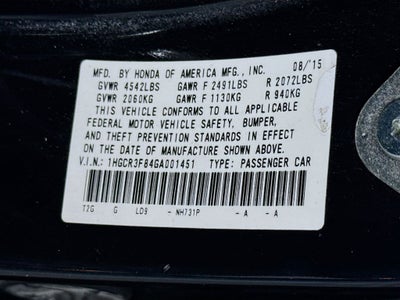 MFD. BY HONDA OF AMERICA MFG., INC. 08/'15
GVWR 4542LBS GAWR F 2491LBS R 2072LBS
GVWR 2060KG GAWR F 1130KG R 940KG
THIS VEHICLE CONFORMS TO ALL APPLICABLE
FEDERAL MOTOR VEHICLE SAFETY, BUMPER,
AND THEFT PREVENTION STANDARDS IN EFFECT
ON THE DATE OF MANUFACTURE SHOWN ABOVE.
V.I.N.: 1HGCR3F84GA001451 TYPE: PASSENGER CAR
T2G G LD9 - NH731P - A - A